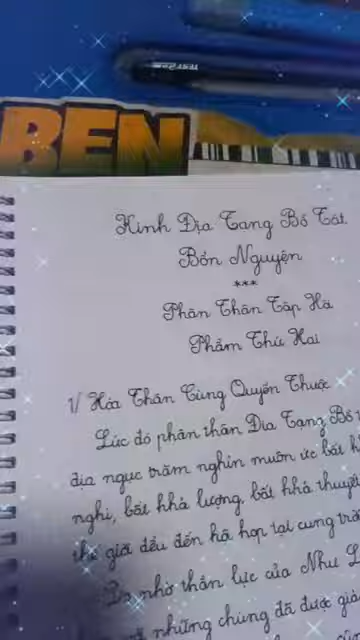 BEN
Kinh Địa Tạng Bồ Tát
Bổn Nguyện
***
Phân Thân Tập Hà
Phẩm Thứ Hai
1/ Hóa Thân Cùng Quyến Thuộc
Lúc đó phân thân Địa Tạng Bồ
địa ngục trăm nghìn muôn ức bất
nghì, bất khả lượng, bất khả thuyết
thế giới đều đến hà họp tại cung trời
Do nhờ thần lực của Như
những chúng đã được